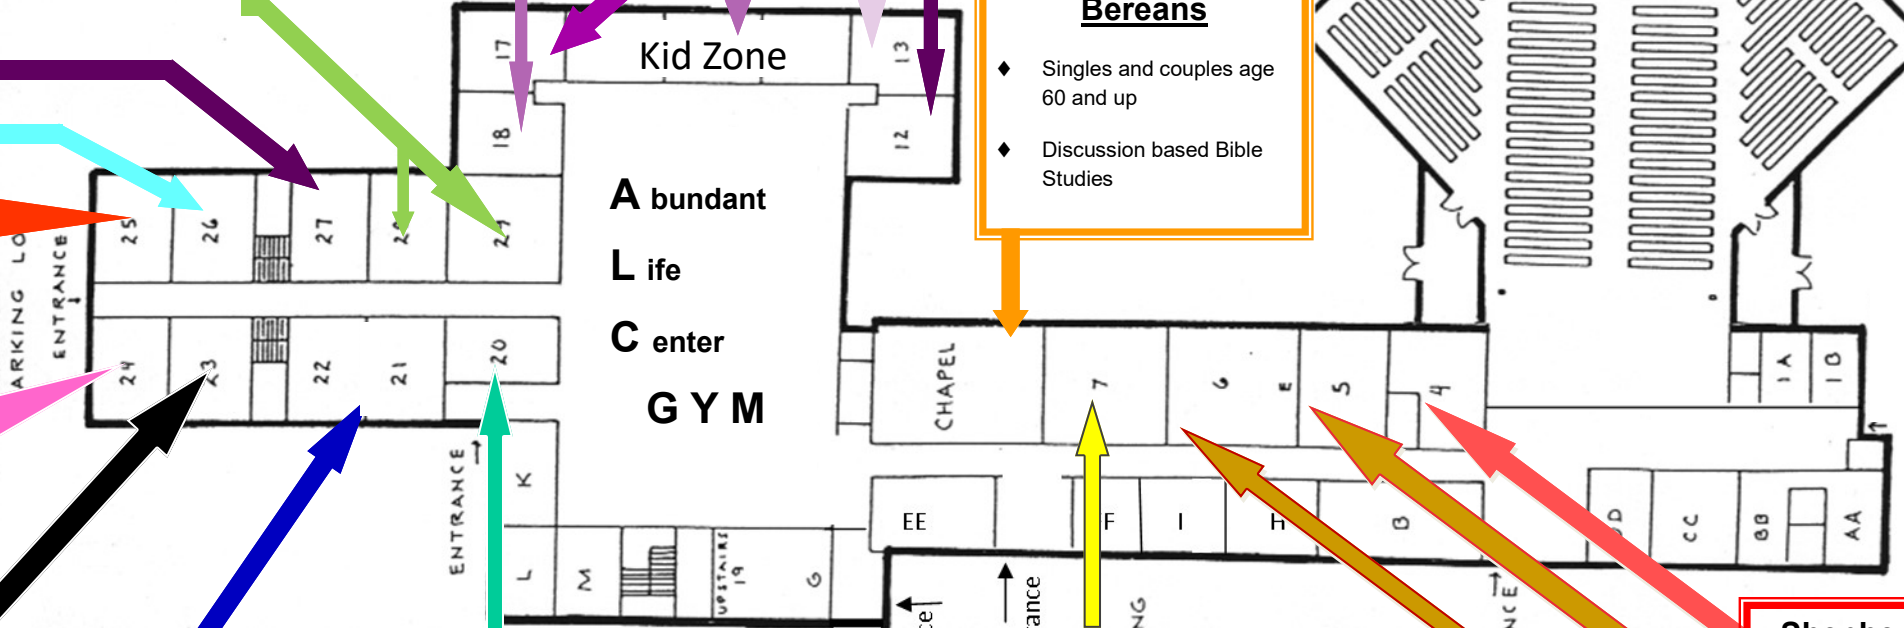 Bereans
♦ Singles and couples age
60 and up
♦ Discussion based Bible
Studies
Kid Zone
17
13
18
12
A bundant
L ife
C enter
G Y M
25
26
27
29
ENTRANCE
24
23
22
21
20
CHAPEL
7
6
E
5
4
1A
1B
ENTRANCE
K
L
M
UPSTAIRS
19
G
EE
F
I
H
B
CC
BB
AA